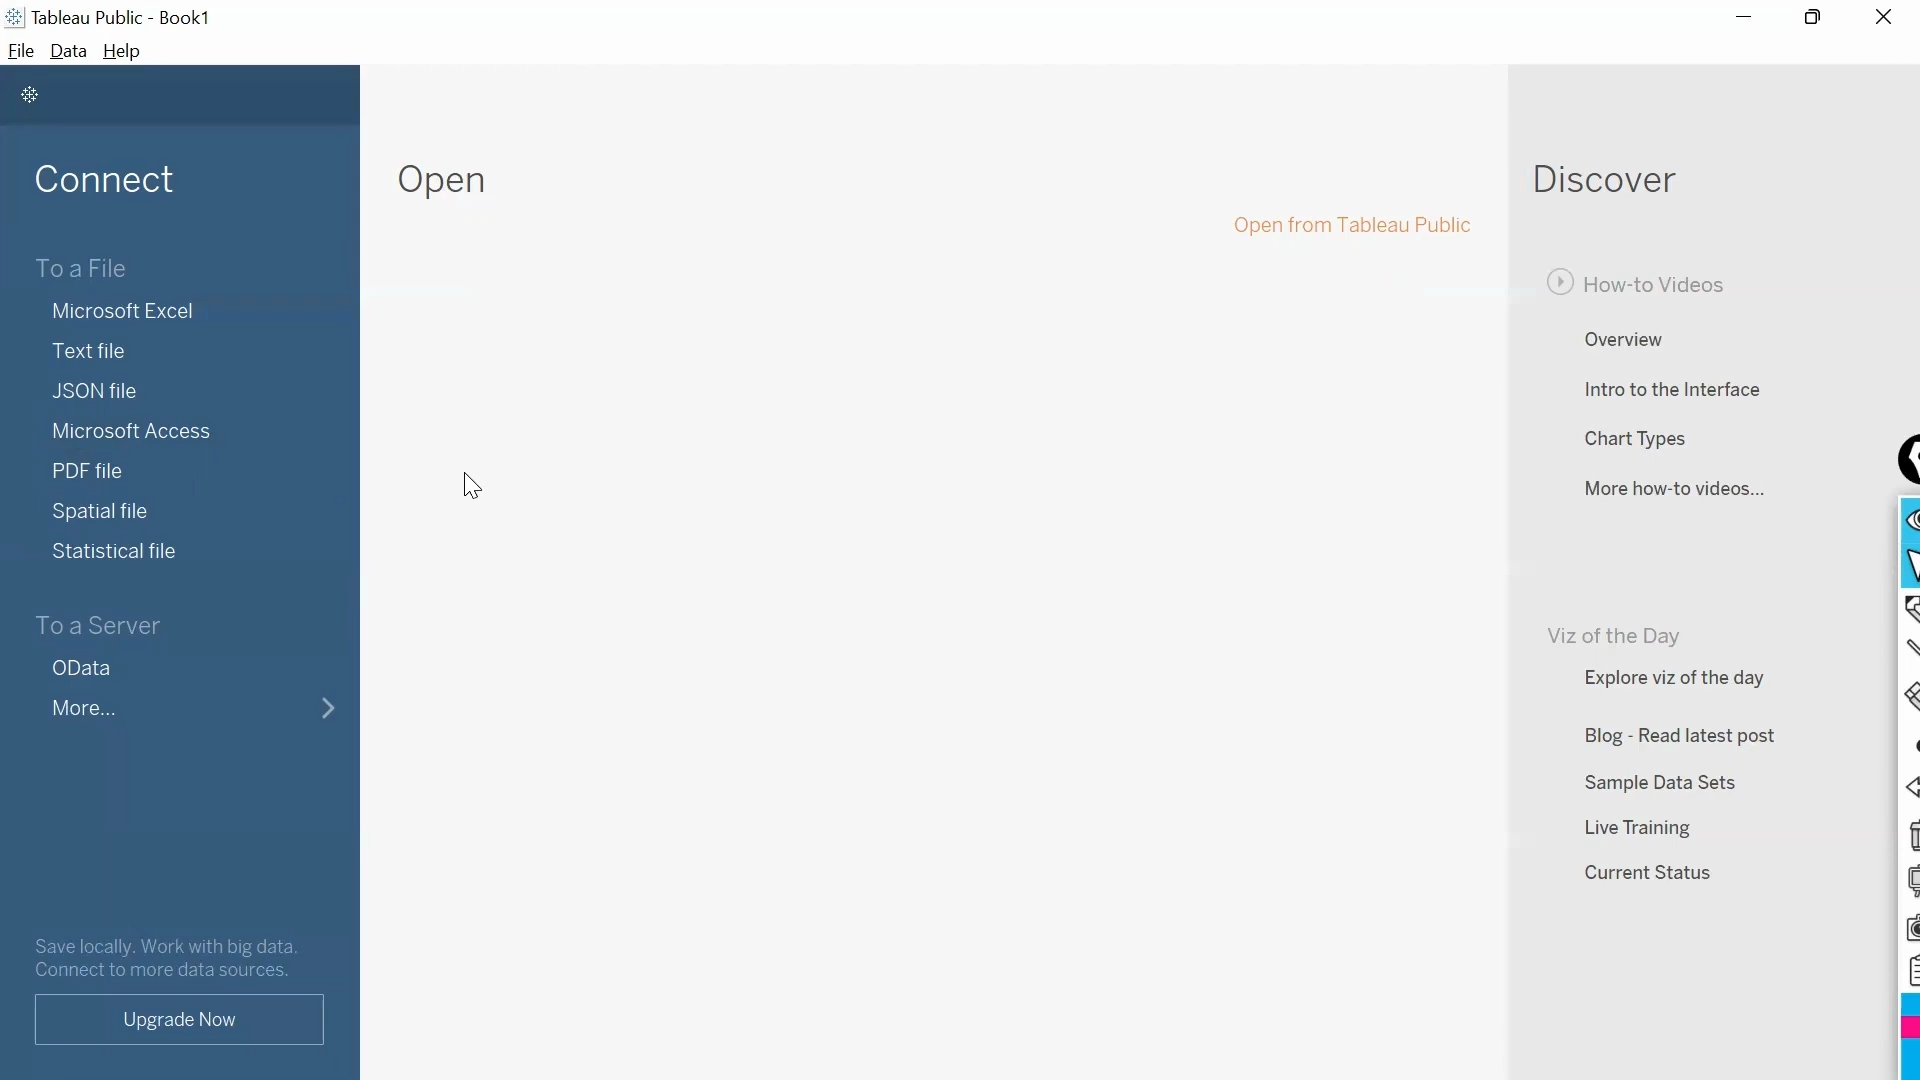 Tableau Public - Book1
File Data Help
Connect
To a File
Microsoft Excel
Text file
JSON file
Microsoft Access
PDF file
Spatial file
Statistical file
To a Server
OData
More...
Save locally. Work with big data.
Connect to more data sources.
Upgrade Now
Open
Open from Tableau Public
Discover
How-to Videos
Overview
Intro to the Interface
Chart Types
More how-to videos...
Viz of the Day
Explore viz of the day
Blog - Read latest post
Sample Data Sets
Live Training
Current Status